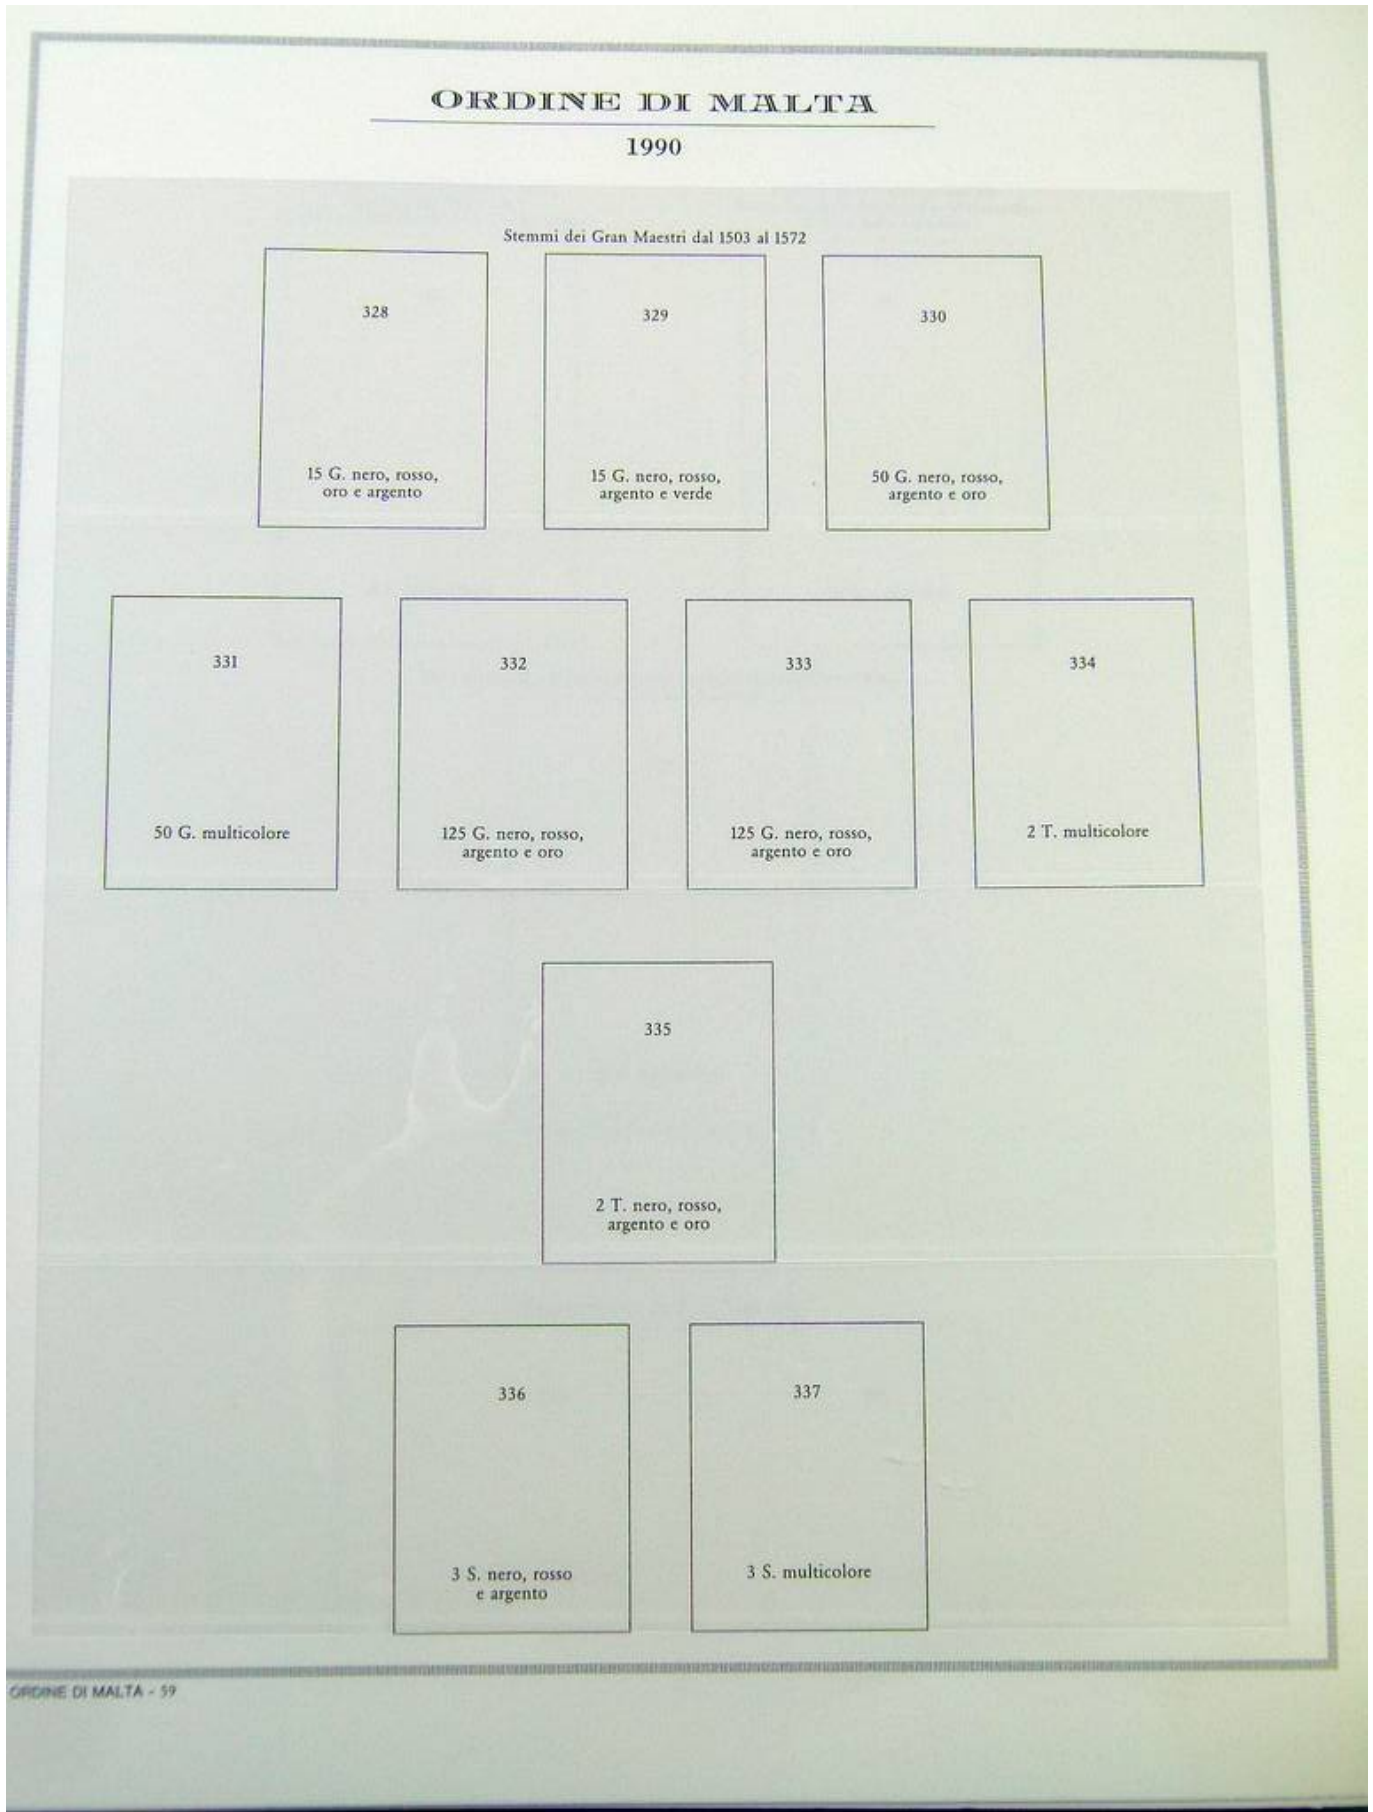 ORDINE DI MALTA
1990
Stemmi dei Gran Maestri dal 1503 al 1572
328
15 G. nero, rosso,
oro e argento
329
15 G. nero, rosso,
argento e verde
330
50 G. nero, rosso,
argento e oro
331
50 G. multicolore
332
125 G. nero, rosso,
argento e oro
333
125 G. nero, rosso,
argento e oro
334
2 T. multicolore
335
2 T. nero, rosso,
argento e oro
336
3 S. nero, rosso
e argento
337
3 S. multicolore
ORDINE DI MALTA - 59